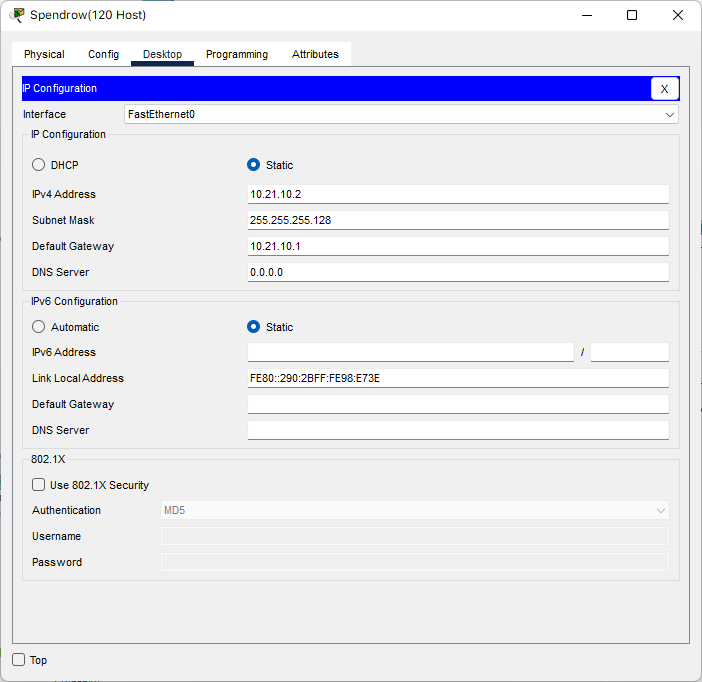 Spendrow(120 Host)
Physical Config Desktop Programming Attributes
IP Configuration X
Interface FastEthernet0
IP Configuration
DHCP Static
IPv4 Address 10.21.10.2
Subnet Mask 255.255.255.128
Default Gateway 10.21.10.1
DNS Server 0.0.0.0
IPv6 Configuration
Automatic Static
IPv6 Address /
Link Local Address FE80::290:2BFF:FE98:E73E
Default Gateway
DNS Server
802.1X
Use 802.1X Security
Authentication MD5
Username
Password
Top